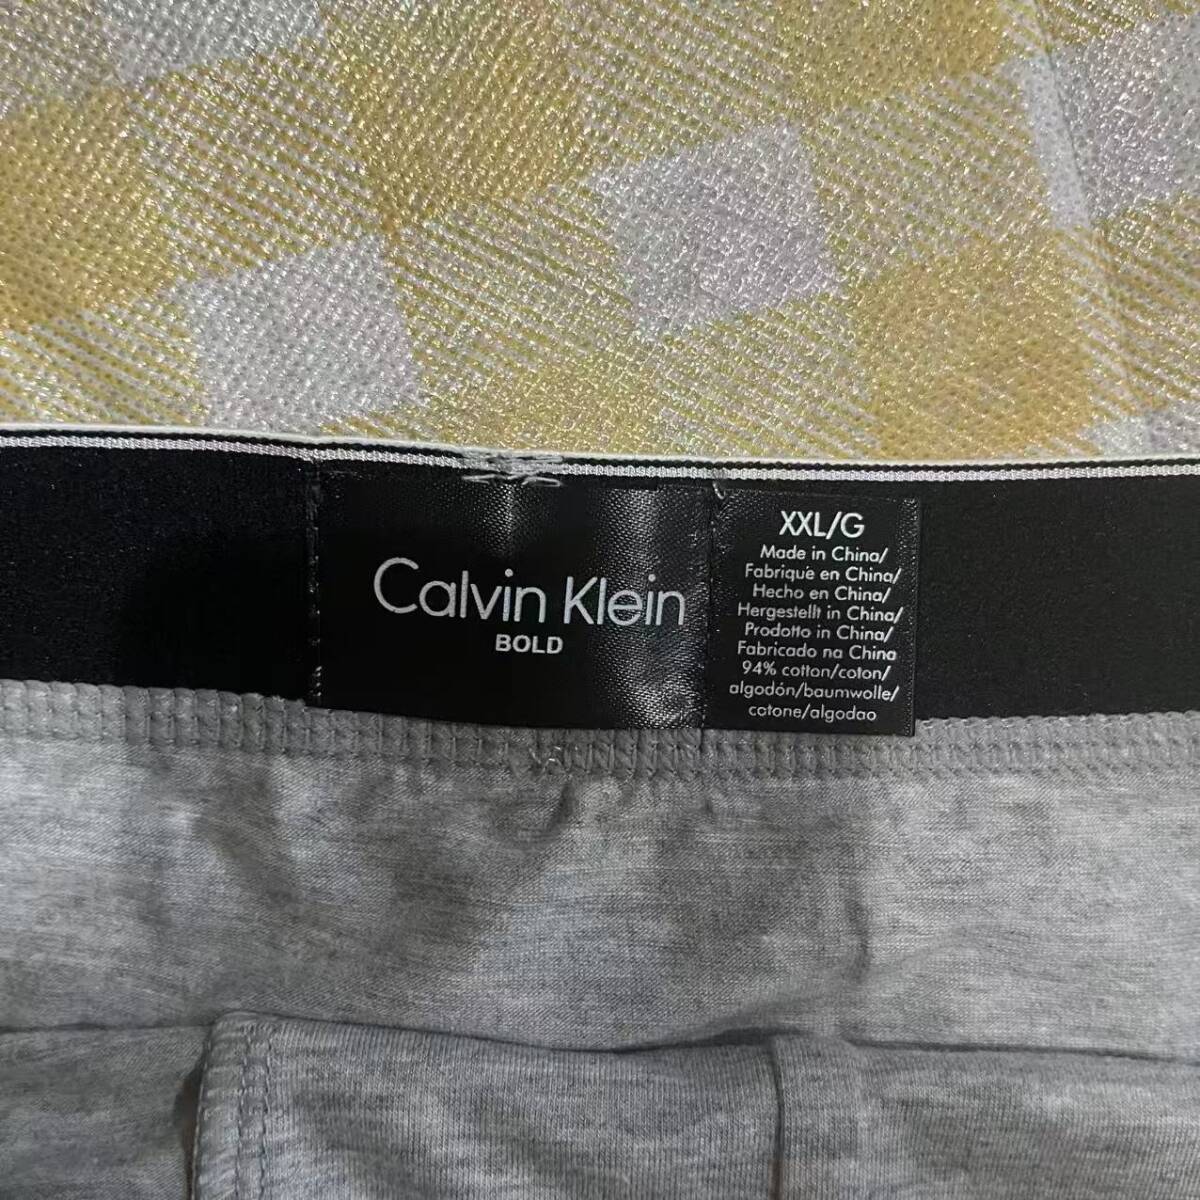 Calvin Klein
BOLD
XXL/G
Made in China/
Fabriqué en China/
Hecho en China/
Hergestellt in China/
Prodotto in China/
Fabricado na China
94% cotton/coton/
algodón/baumwolle/
cotone/algodao